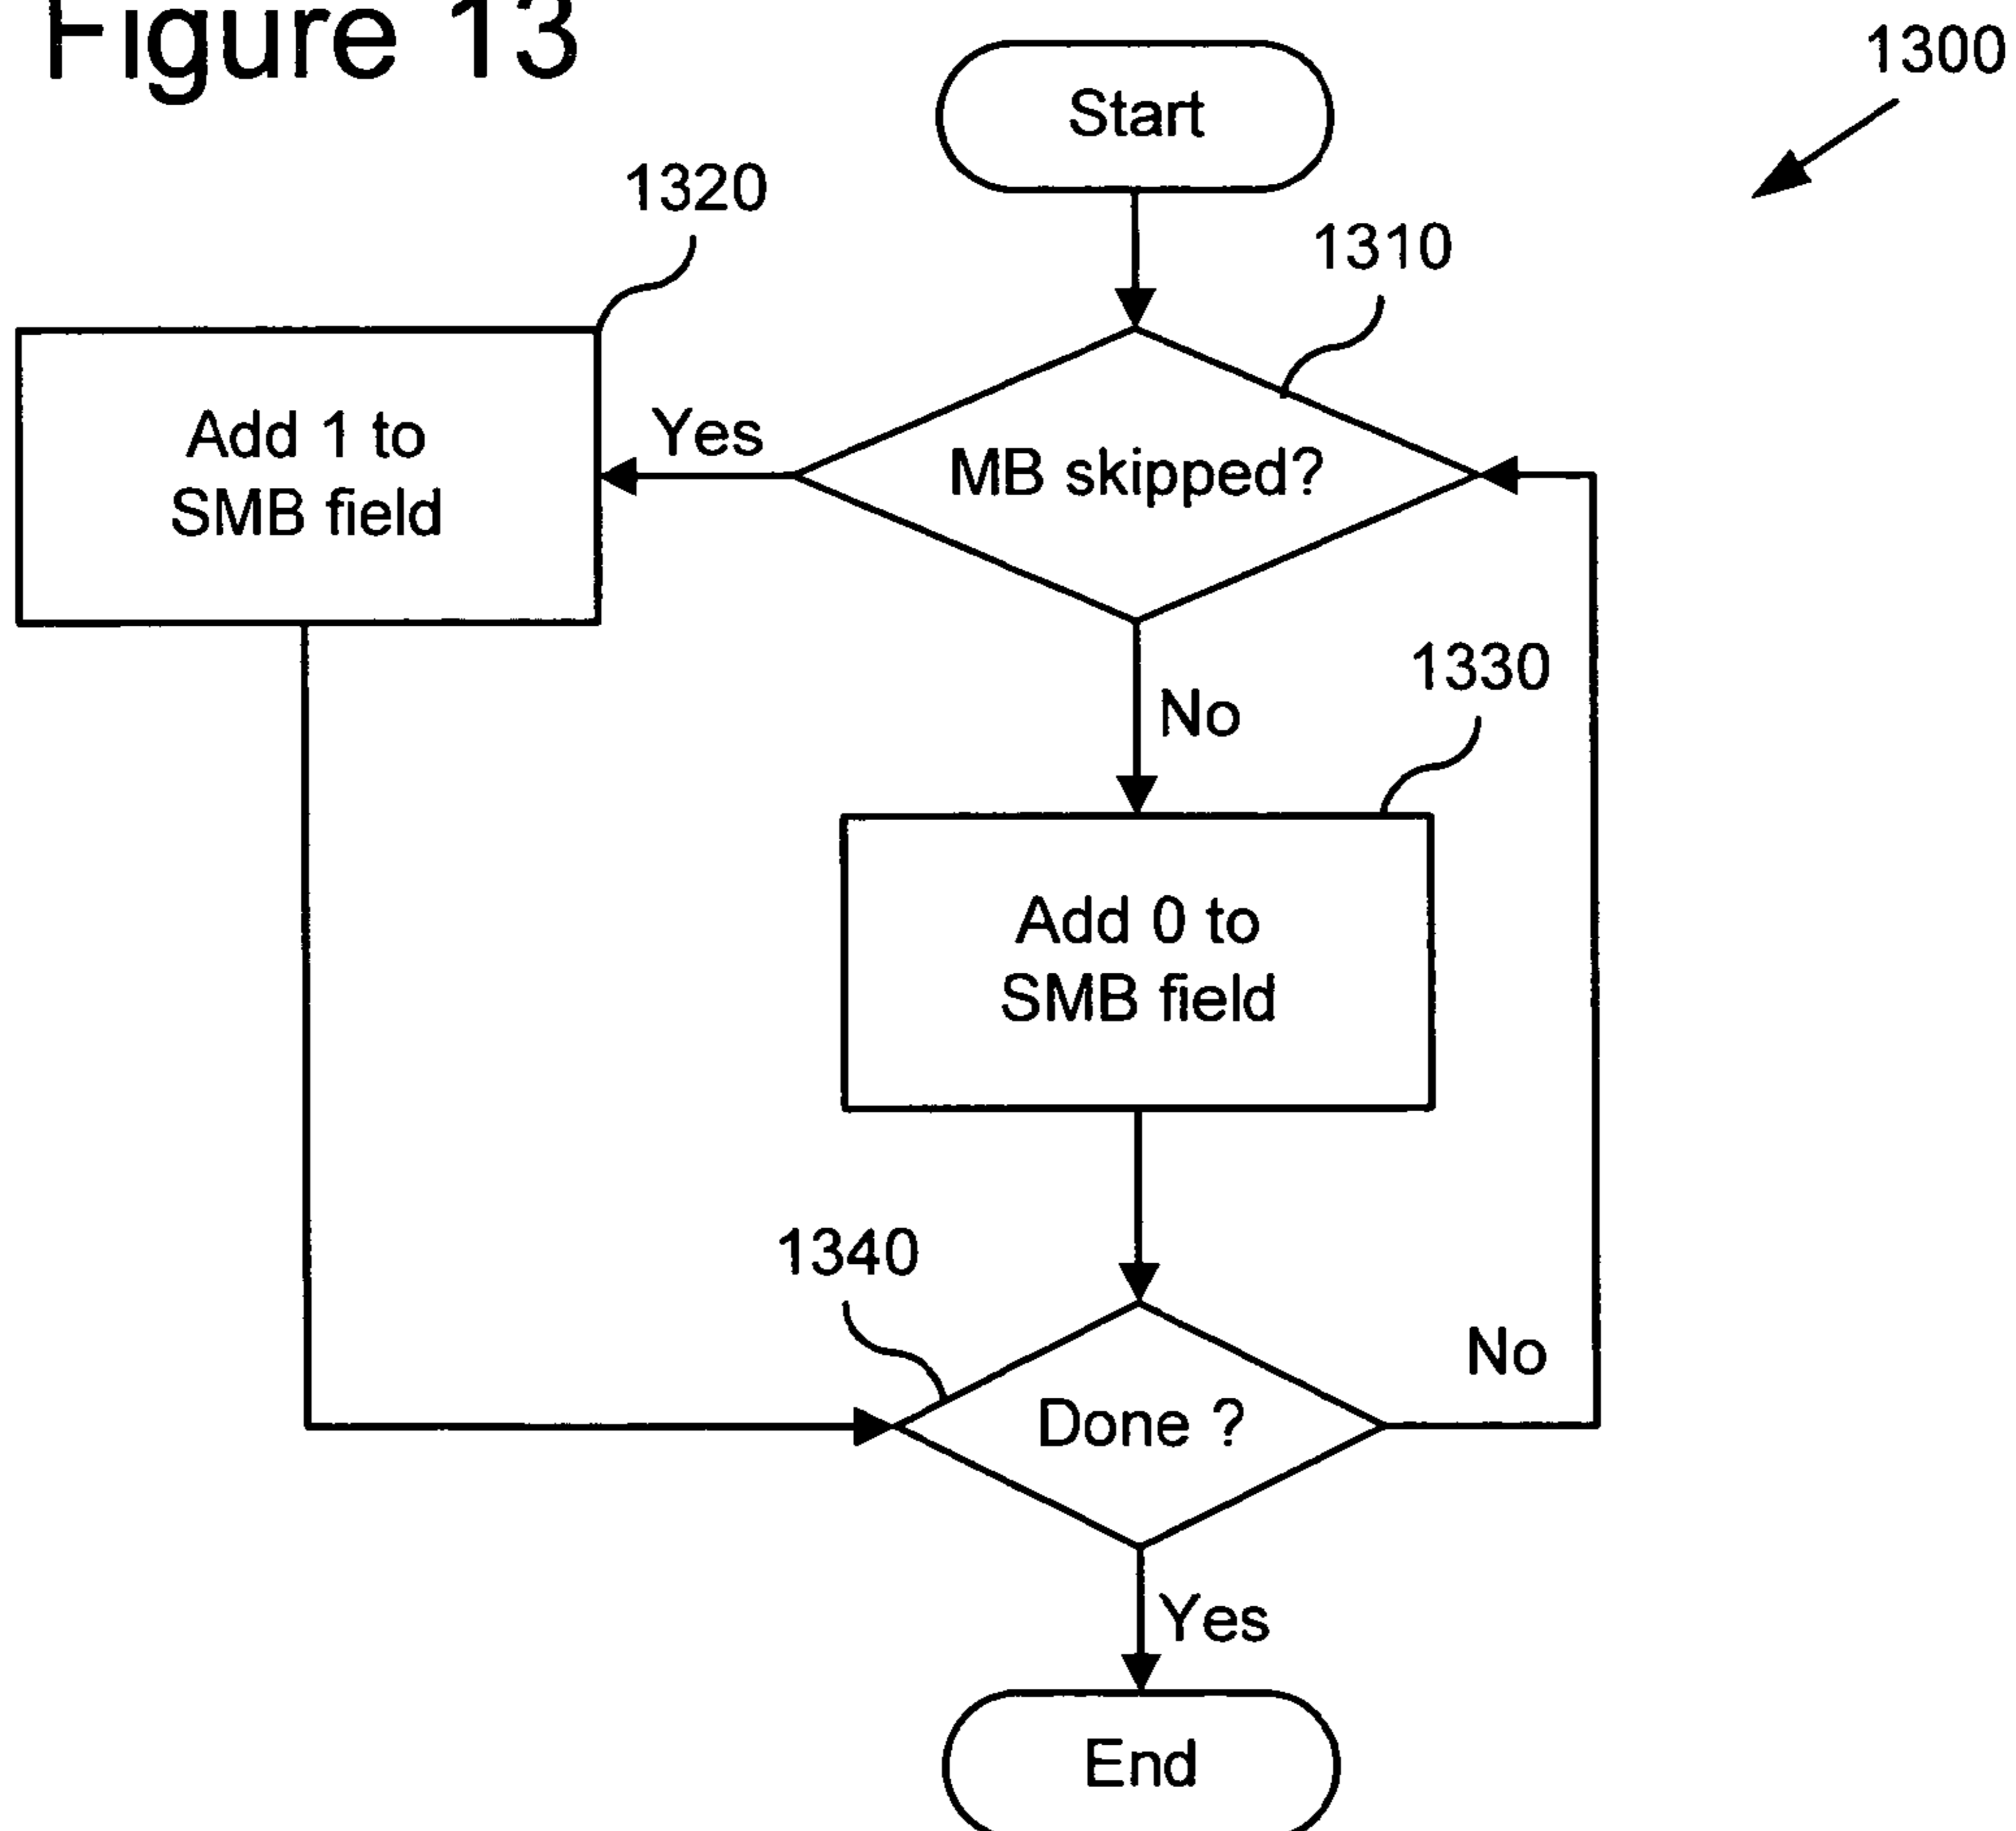 Figure 13
1300
Start
1320
1310
Add 1 to
SMB field
Yes
MB skipped?
No
1330
Add 0 to
SMB field
1340
Done ?
No
Yes
End